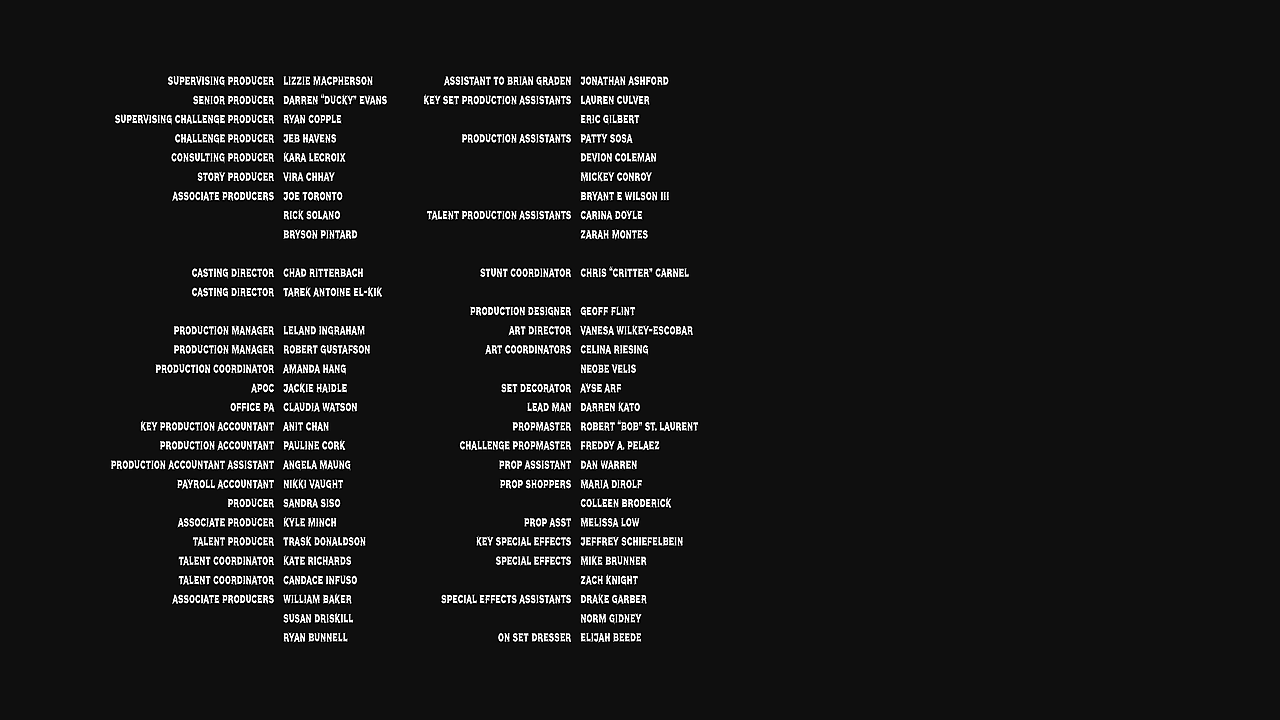 SUPERVISING PRODUCER LIZZIE MACPHERSON
SENIOR PRODUCER DARREN "DUCKY" EVANS
SUPERVISING CHALLENGE PRODUCER RYAN COPPLE
CHALLENGE PRODUCER JEB HAVENS
CONSULTING PRODUCER KARA LECROIX
STORY PRODUCER VIRA CHHAY
ASSOCIATE PRODUCERS JOE TORONTO
RICK SOLANO
BRYSON PINTARD
CASTING DIRECTOR CHAD RITTERBACH
CASTING DIRECTOR TAREK ANTOINE EL-KIK
PRODUCTION MANAGER LELAND INGRAHAM
PRODUCTION MANAGER ROBERT GUSTAFSON
PRODUCTION COORDINATOR AMANDA HANG
APOC JACKIE HAIDLE
OFFICE PA CLAUDIA WATSON
KEY PRODUCTION ACCOUNTANT ANIT CHAN
PRODUCTION ACCOUNTANT PAULINE CORK
PRODUCTION ACCOUNTANT ASSISTANT ANGELA MAUNG
PAYROLL ACCOUNTANT NIKKI VAUGHT
PRODUCER SANDRA SISO
ASSOCIATE PRODUCER KYLE MINCH
TALENT PRODUCER TRASK DONALDSON
TALENT COORDINATOR KATE RICHARDS
TALENT COORDINATOR CANDACE INFUSO
ASSOCIATE PRODUCERS WILLIAM BAKER
SUSAN DRISKILL
RYAN BUNNELL
ASSISTANT TO BRIAN GRADEN JONATHAN ASHFORD
KEY SET PRODUCTION ASSISTANTS LAUREN CULVER
ERIC GILBERT
PRODUCTION ASSISTANTS PATTY SOSA
DEVION COLEMAN
MICKEY CONROY
BRYANT E WILSON III
TALENT PRODUCTION ASSISTANTS CARINA DOYLE
ZARAH MONTES
STUNT COORDINATOR CHRIS "CRITTER" CARNEL
PRODUCTION DESIGNER GEOFF FLINT
ART DIRECTOR VANESA WILKEY-ESCOBAR
ART COORDINATORS CELINA RIESING
NEOBE VELIS
SET DECORATOR AYSE ARF
LEAD MAN DARREN KATO
PROPMASTER ROBERT "BOB" ST. LAURENT
CHALLENGE PROPMASTER FREDDY A. PELAEZ
PROP ASSISTANT DAN WARREN
PROP SHOPPERS MARIA DIROLF
COLLEEN BRODERICK
PROP ASST MELISSA LOW
KEY SPECIAL EFFECTS JEFFREY SCHIEFELBEIN
SPECIAL EFFECTS MIKE BRUNNER
ZACH KNIGHT
SPECIAL EFFECTS ASSISTANTS DRAKE GARBER
NORM GIDNEY
ON SET DRESSER ELIJAH BEEDE